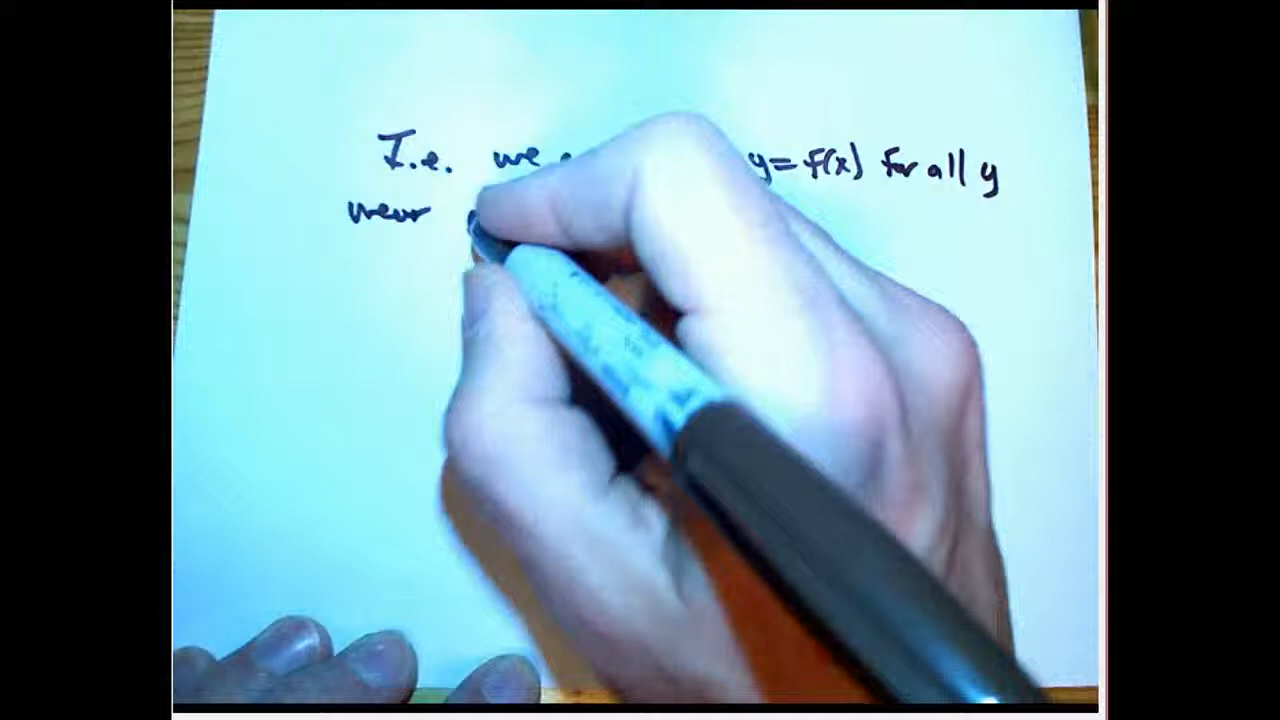 I.e. we y=f(x) for all y
near